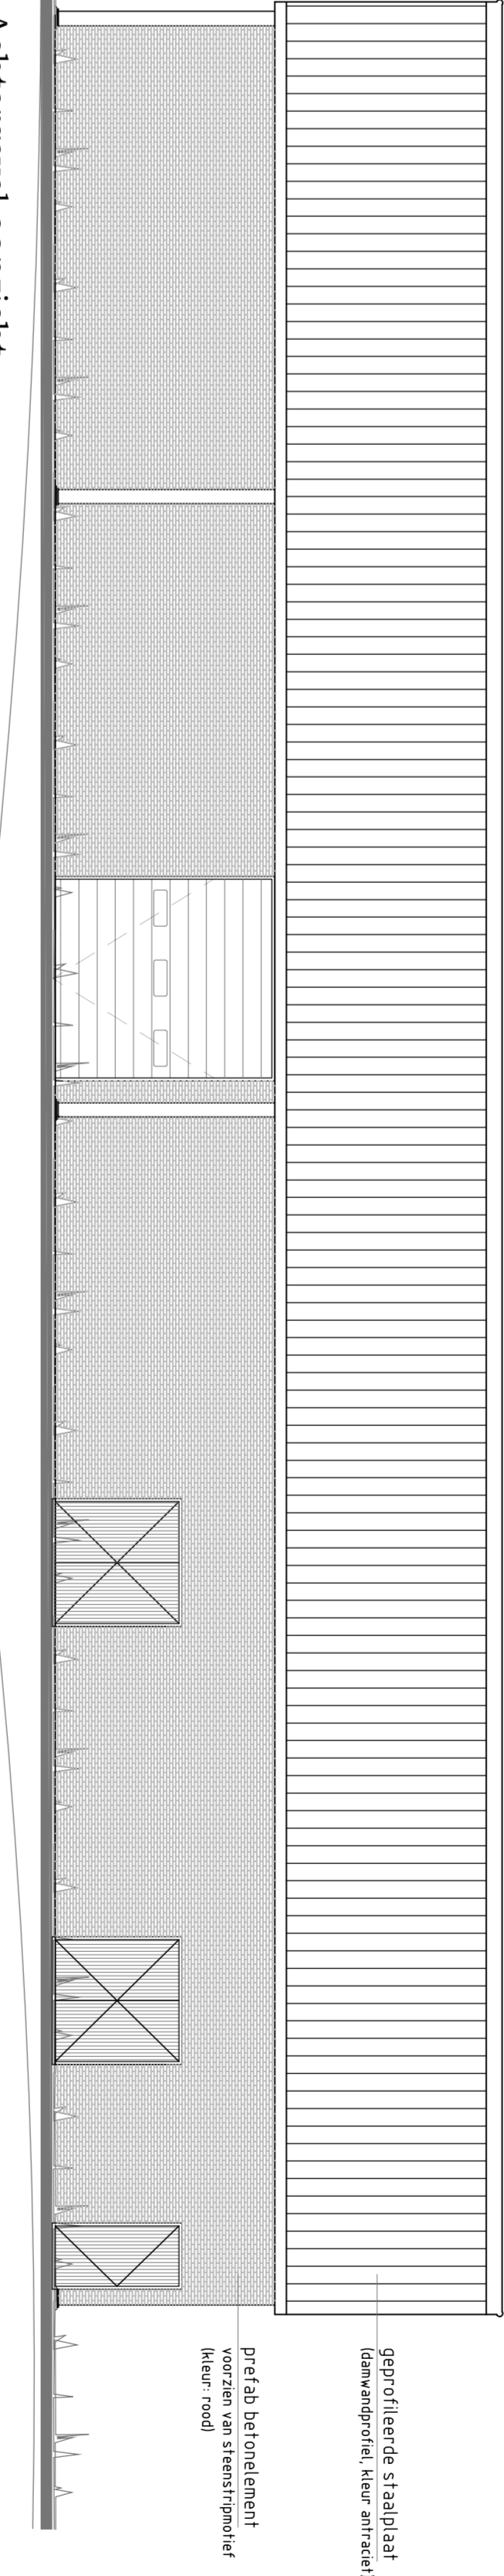 geprofileerde staalplaat
(damwandprofiel, kleur antraciet)
prefab betonelement
voorzien van steenstripmotief
(kleur: rood)